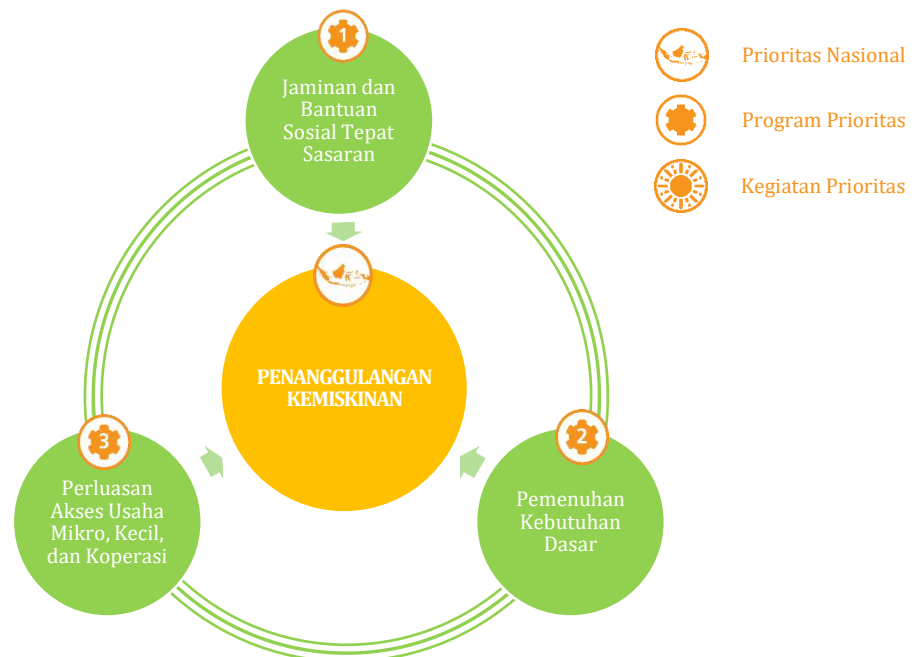 1
Jaminan dan
Bantuan
Sosial Tepat
Sasaran
Prioritas Nasional
Program Prioritas
Kegiatan Prioritas
PENANGGULANGAN
KEMISKINAN
3
Perluasan
Akses Usaha
Mikro, Kecil,
dan Koperasi
2
Pemenuhan
Kebutuhan
Dasar